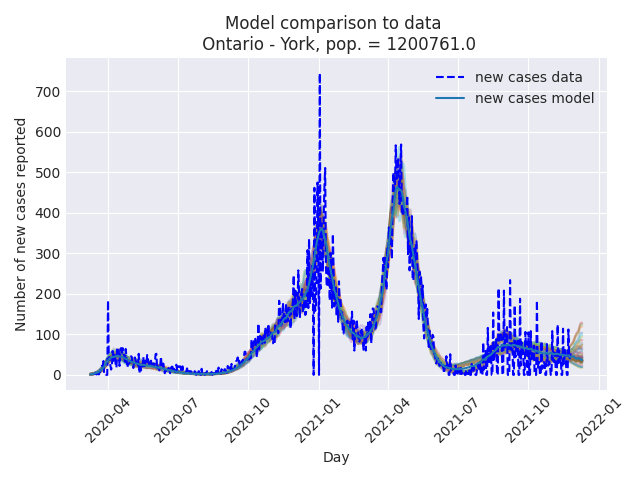 Model comparison to data
Ontario - York, pop. = 1200761.0
new cases data
new cases model
Number of new cases reported
700
600
500
400
300
200
100
0
2020-04
2020-07
2020-10
2021-01
2021-04
2021-07
2021-10
2022-01
Day